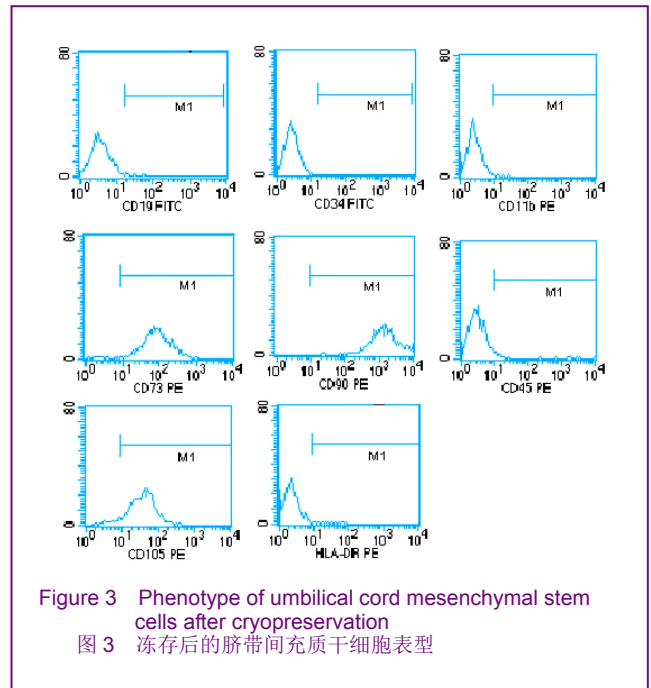 80
M1
0
10⁰ 10¹ 10² 10³ 10⁴
CD19 FITC
80
M1
0
10⁰ 10¹ 10² 10³ 10⁴
CD34 FITC
80
M1
0
10⁰ 10¹ 10² 10³ 10⁴
CD11b PE
80
M1
0
10⁰ 10¹ 10² 10³ 10⁴
CD73 PE
80
M1
0
10⁰ 10¹ 10² 10³ 10⁴
CD90 PE
80
M1
0
10⁰ 10¹ 10² 10³ 10⁴
CD45 PE
80
M1
0
10⁰ 10¹ 10² 10³ 10⁴
CD105 PE
80
M1
0
10⁰ 10¹ 10² 10³ 10⁴
HLA-DR PE
Figure 3 Phenotype of umbilical cord mesenchymal stem
cells after cryopreservation
图 3 冻存后的脐带间充质干细胞表型